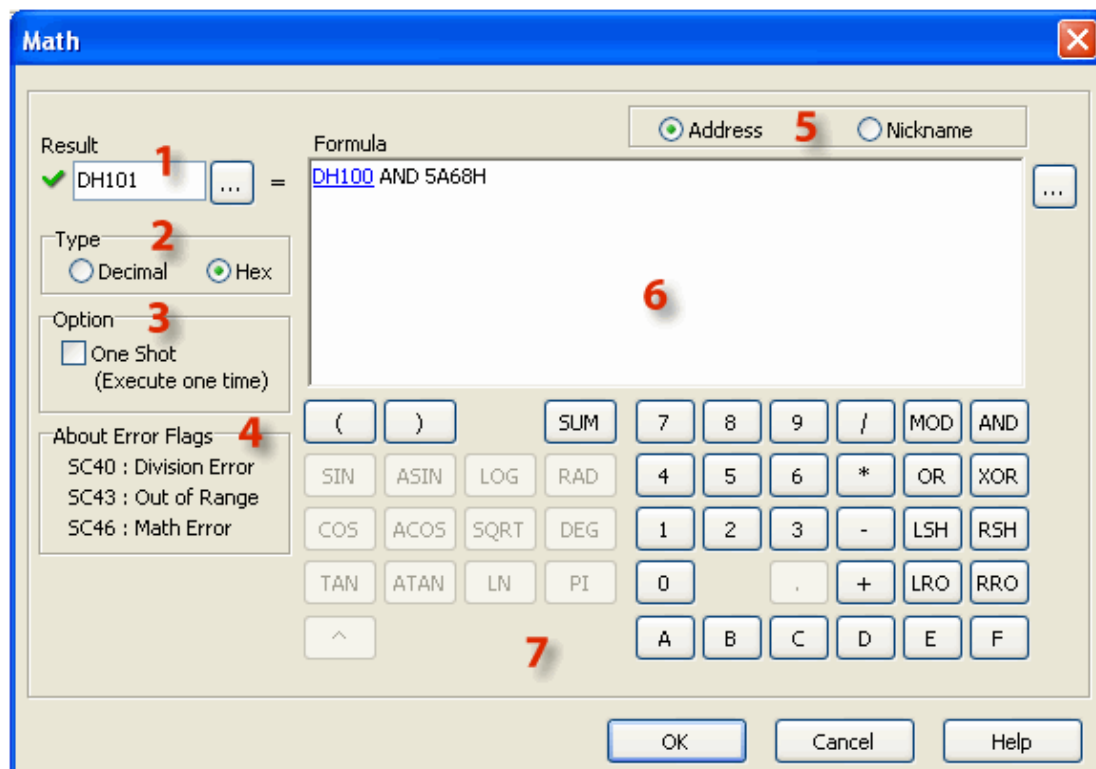 Math
Address 5 Nickname
Result 1
Formula
DH101 ... =
DH100 AND 5A68H
...
Type 2
Decimal Hex
6
Option 3
One Shot
(Execute one time)
About Error Flags 4
SC40 : Division Error
SC43 : Out of Range
SC46 : Math Error
( ) SUM 7 8 9 / MOD AND
SIN ASIN LOG RAD 4 5 6 * OR XOR
COS ACOS SQRT DEG 1 2 3 - LSH RSH
TAN ATAN LN PI 0 . + LRO RRO
^ A B C D E F
7
OK Cancel Help